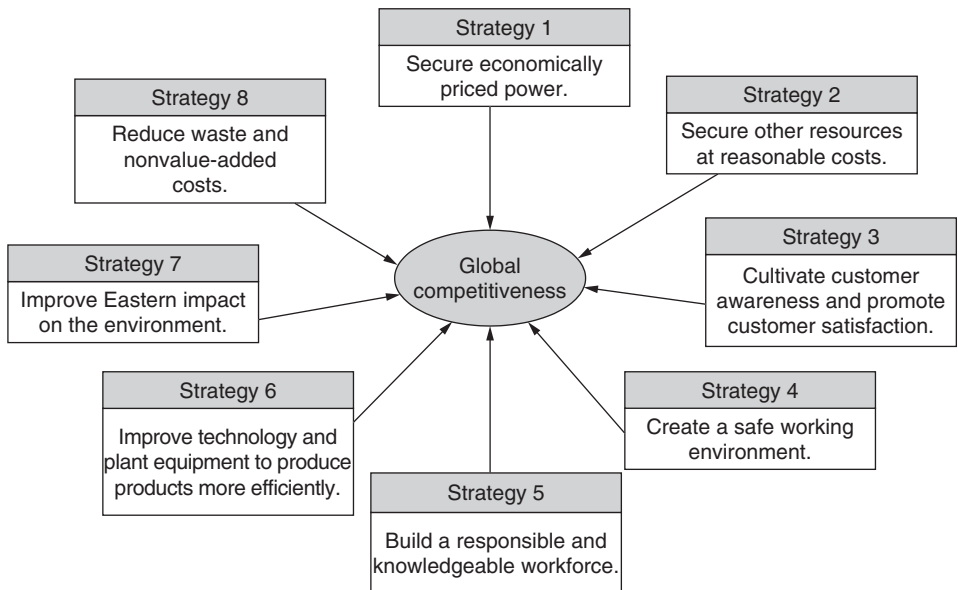 Strategy 1
Secure economically
priced power.
Strategy 2
Secure other resources
at reasonable costs.
Strategy 3
Cultivate customer
awareness and promote
customer satisfaction.
Strategy 4
Create a safe working
environment.
Strategy 5
Build a responsible and
knowledgeable workforce.
Strategy 6
Improve technology and
plant equipment to produce
products more efficiently.
Strategy 7
Improve Eastern impact
on the environment.
Strategy 8
Reduce waste and
nonvalue-added
costs.
Global
competitiveness